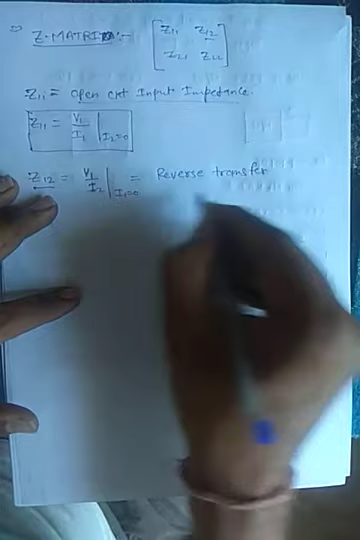 Z-MATRIX :- [ Z11 Z12
Z21 Z22 ]
Z11 = Open ckt Input Impedance.
Z11 = V1/I1 | I2=0
Z12 = V1/I2 | I1=0 = Reverse transfer